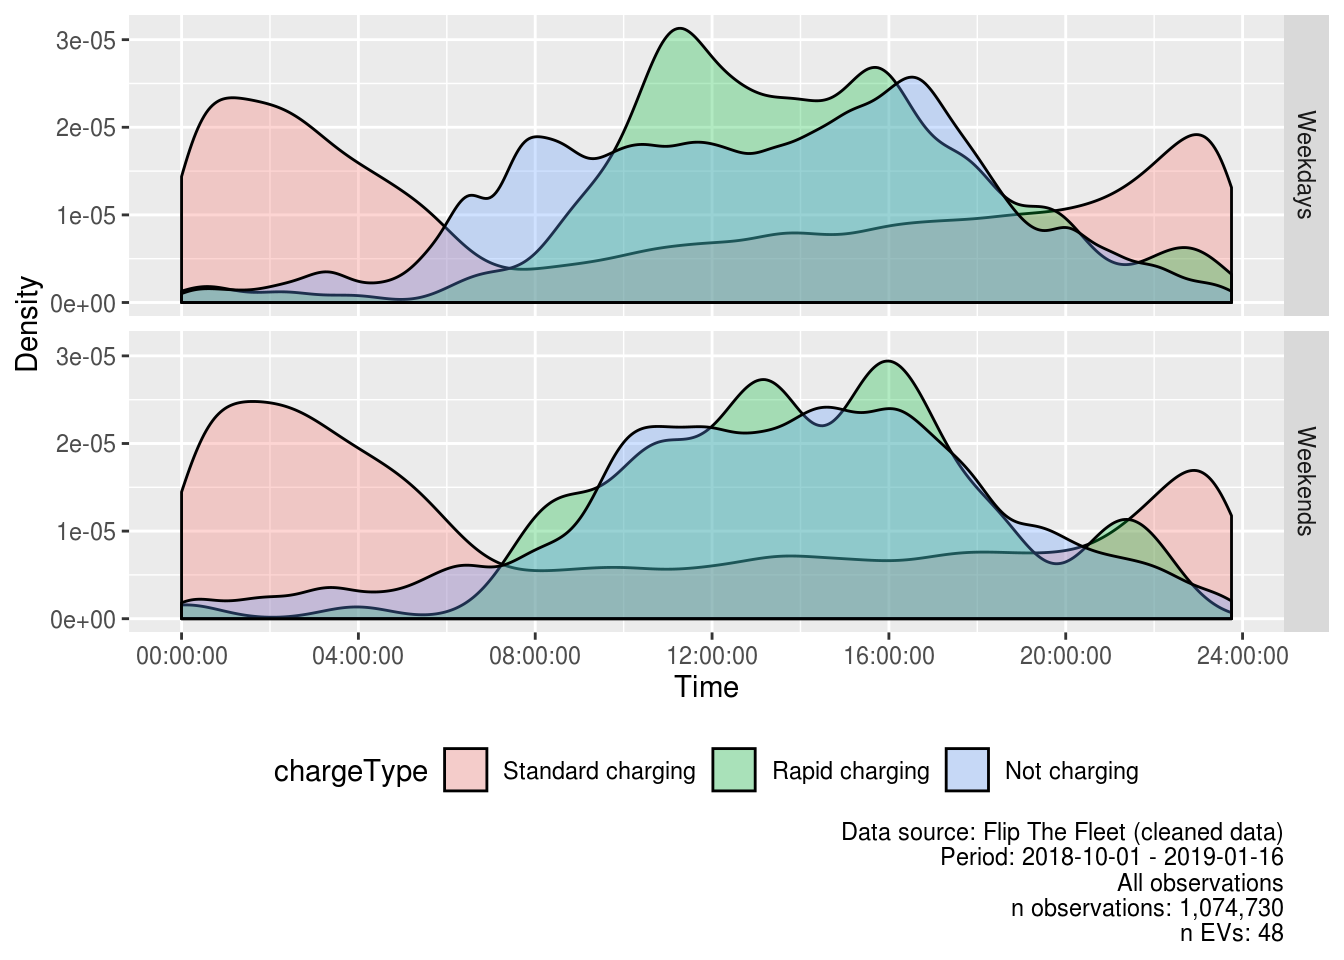 3e-05
2e-05
1e-05
0e+00
Weekdays
Density
3e-05
2e-05
1e-05
0e+00
Weekends
00:00:00 04:00:00 08:00:00 12:00:00 16:00:00 20:00:00 24:00:00
Time
chargeType Standard charging Rapid charging Not charging
Data source: Flip The Fleet (cleaned data)
Period: 2018-10-01 - 2019-01-16
All observations
n observations: 1,074,730
n EVs: 48